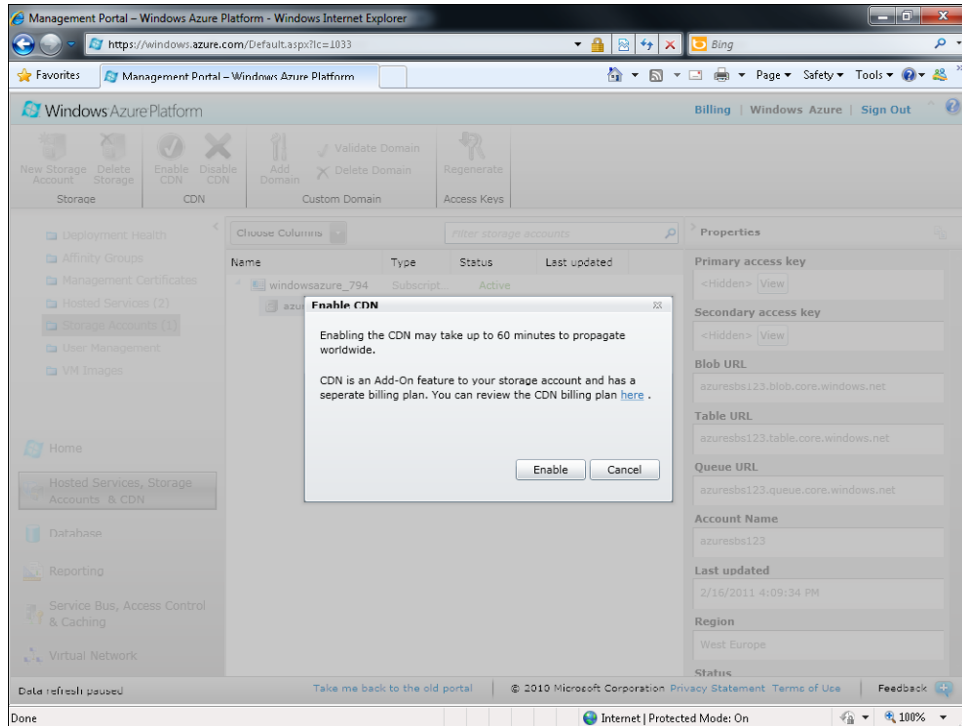 Management Portal – Windows Azure Platform - Windows Internet Explorer
https://windows.azure.com/Default.aspx?lc=1033
Bing
Favorites
Management Portal – Windows Azure Platform
Page
Safety
Tools
Windows Azure Platform
Billing | Windows Azure | Sign Out
New Storage Account
Delete Storage
Enable CDN
Disable CDN
Add Domain
Validate Domain
Delete Domain
Regenerate
Storage
CDN
Custom Domain
Access Keys
Deployment Health
Affinity Groups
Management Certificates
Hosted Services (2)
Storage Accounts (1)
User Management
VM Images
Home
Hosted Services, Storage
Accounts & CDN
Database
Reporting
Service Bus, Access Control
& Caching
Virtual Network
Choose Columns
Filter storage accounts
Name Type Status Last updated
windowsazure_794 Subscript... Active
Enable CDN
Enabling the CDN may take up to 60 minutes to propagate
worldwide.
CDN is an Add-On feature to your storage account and has a
seperate billing plan. You can review the CDN billing plan here .
Enable
Cancel
Properties
Primary access key
<Hidden> View
Secondary access key
<Hidden> View
Blob URL
azuresbs123.blob.core.windows.net
Table URL
azuresbs123.table.core.windows.net
Queue URL
azuresbs123.queue.core.windows.net
Account Name
azuresbs123
Last updated
2/16/2011 4:09:34 PM
Region
West Europe
Status
Data refresh paused
Take me back to the old portal
© 2010 Microsoft Corporation Privacy Statement Terms of Use
Feedback
Done
Internet | Protected Mode: On
100%